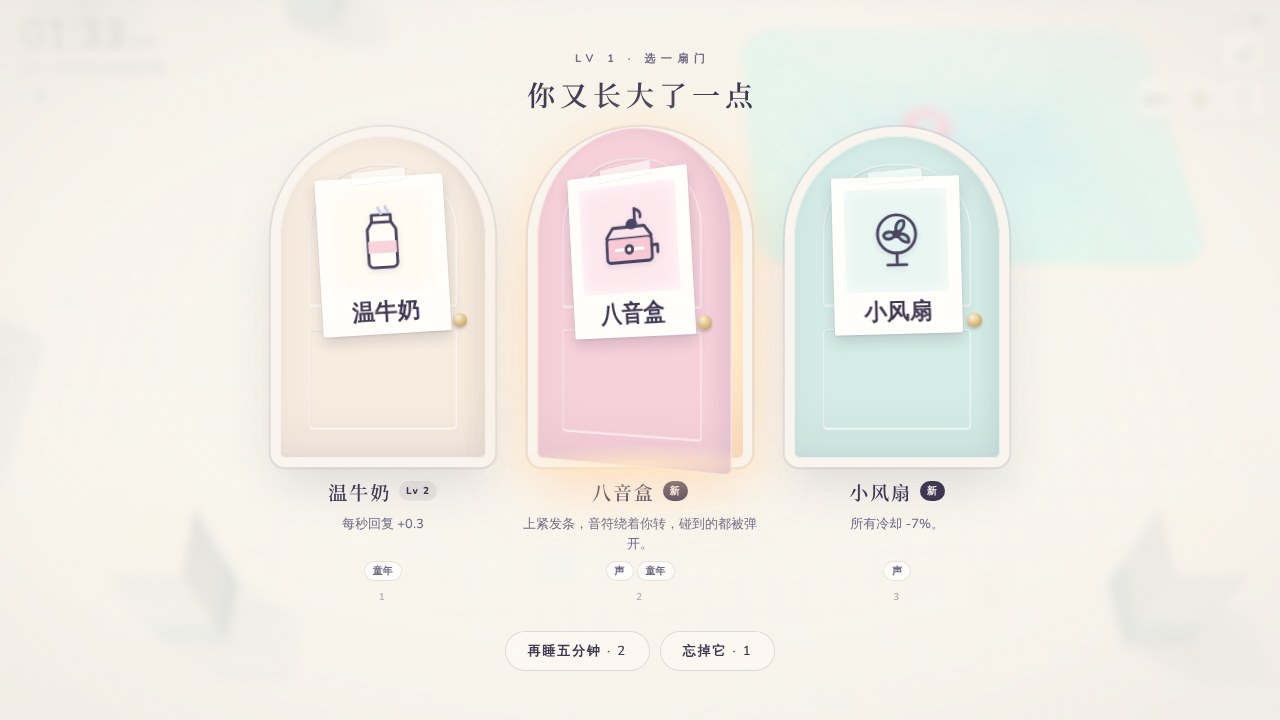 LV 1 · 选一扇门
你又长大了一点
温牛奶
八音盒
小风扇
温牛奶 Lv 2
每秒回复 +0.3
童年
1
八音盒 新
上紧发条，音符绕着你转，碰到的都被弹
开。
声 童年
2
小风扇 新
所有冷却 -7%。
声
3
再睡五分钟 · 2
忘掉它 · 1